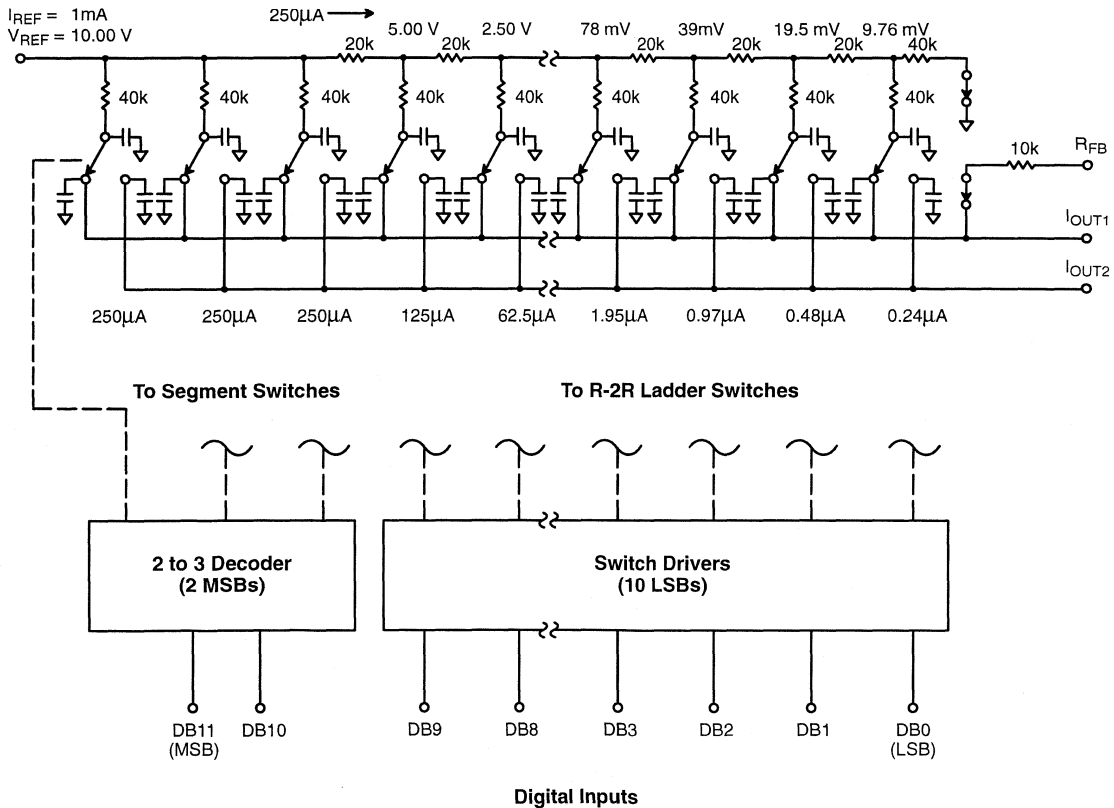 I_REF = 1mA
V_REF = 10.00 V
250µA
5.00 V 2.50 V 78 mV 39mV 19.5 mV 9.76 mV
20k 20k 20k 20k 20k 40k
40k 40k 40k 40k 40k 40k 40k 40k 40k
10k R_FB
I_OUT1
I_OUT2
250µA 250µA 250µA 125µA 62.5µA 1.95µA 0.97µA 0.48µA 0.24µA
To Segment Switches To R-2R Ladder Switches
2 to 3 Decoder
(2 MSBs)
Switch Drivers
(10 LSBs)
DB11
(MSB)
DB10 DB9 DB8 DB3 DB2 DB1 DB0
(LSB)
Digital Inputs